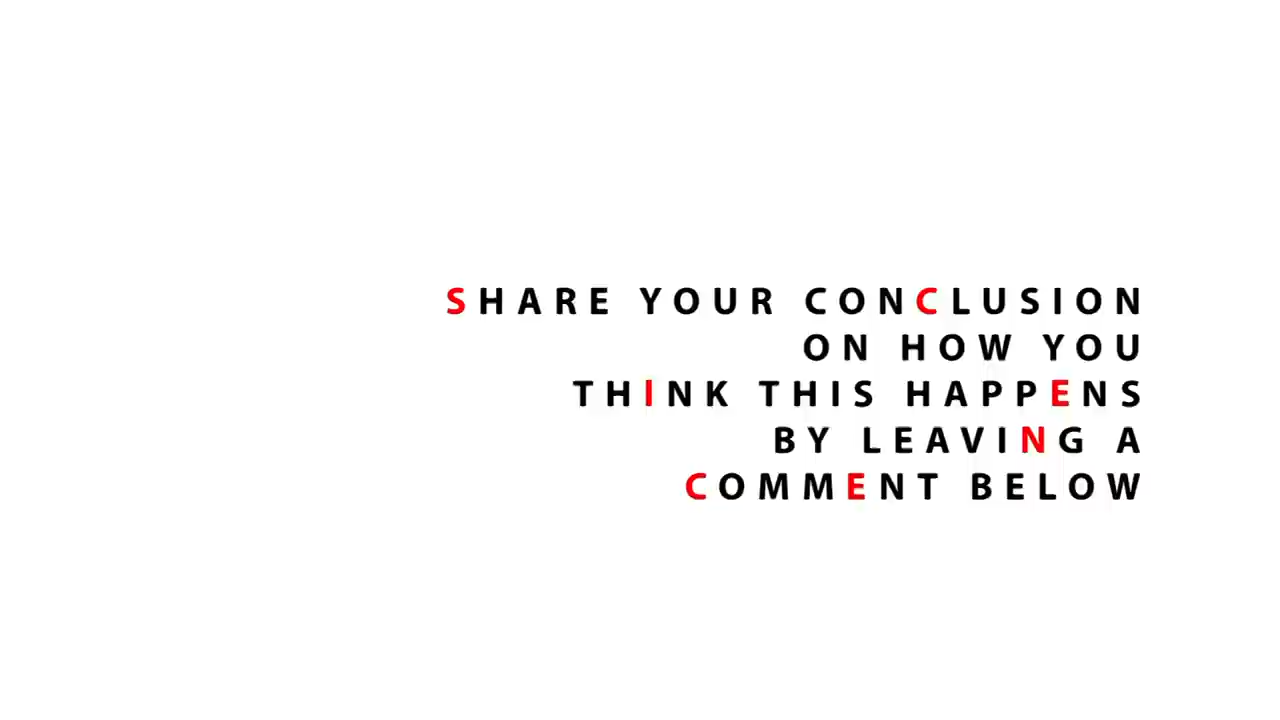 SHARE YOUR CONCLUSION
ON HOW YOU
THINK THIS HAPPENS
BY LEAVING A
COMMENT BELOW